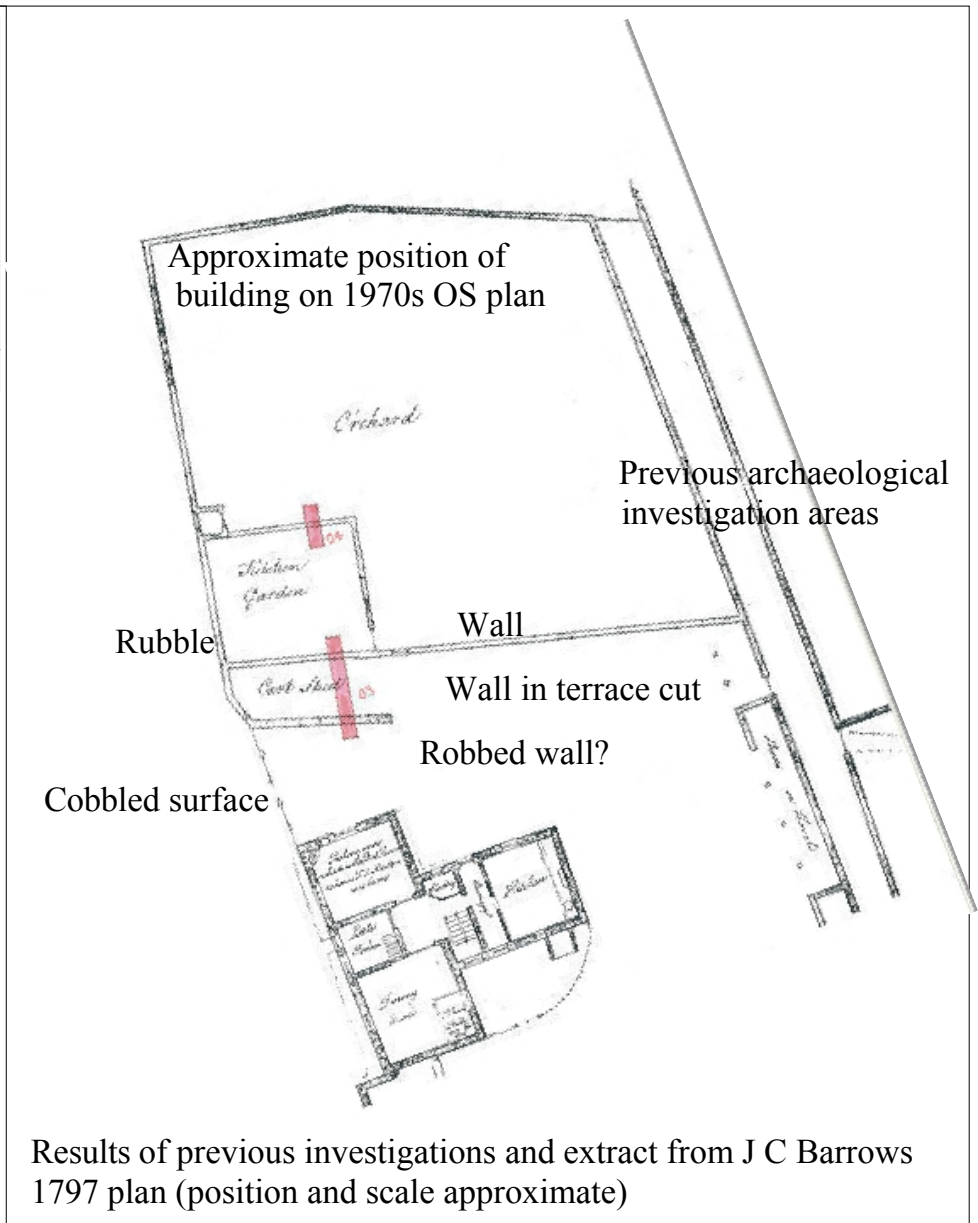 Approximate position of
building on 1970s OS plan
Orchard
Previous archaeological
investigation areas
04
Kitchen
Garden
Rubble
Wall
Cart Shed
03
Wall in terrace cut
Robbed wall?
Cobbled surface
Kitchen
Results of previous investigations and extract from J C Barrows
1797 plan (position and scale approximate)